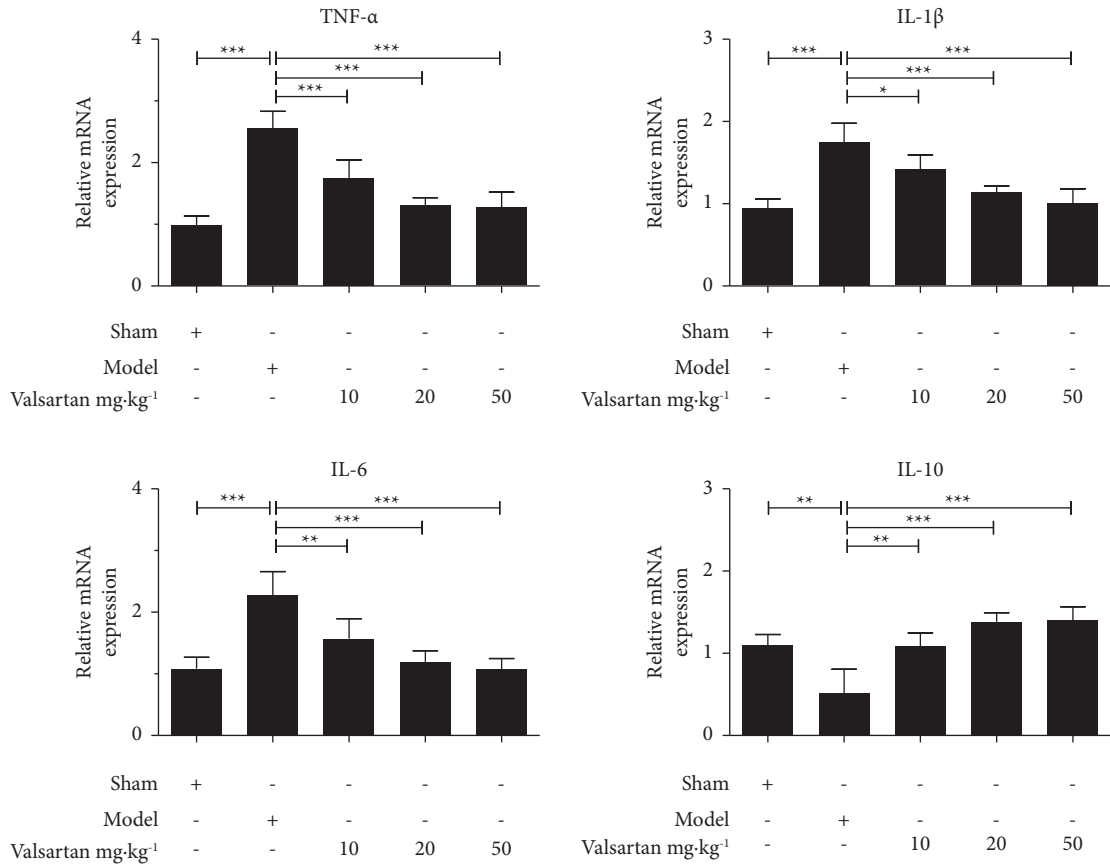 TNF-α
Relative mRNA
expression
4
2
0
***
***
***
***
Sham + - - - -
Model - + - - -
Valsartan mg·kg⁻¹ - - 10 20 50
IL-1β
Relative mRNA
expression
3
2
1
0
***
***
***
*
Sham + - - - -
Model - + - - -
Valsartan mg·kg⁻¹ - - 10 20 50
IL-6
Relative mRNA
expression
4
2
0
***
***
***
**
Sham + - - - -
Model - + - - -
Valsartan mg·kg⁻¹ - - 10 20 50
IL-10
Relative mRNA
expression
3
2
1
0
**
***
***
**
Sham + - - - -
Model - + - - -
Valsartan mg·kg⁻¹ - - 10 20 50